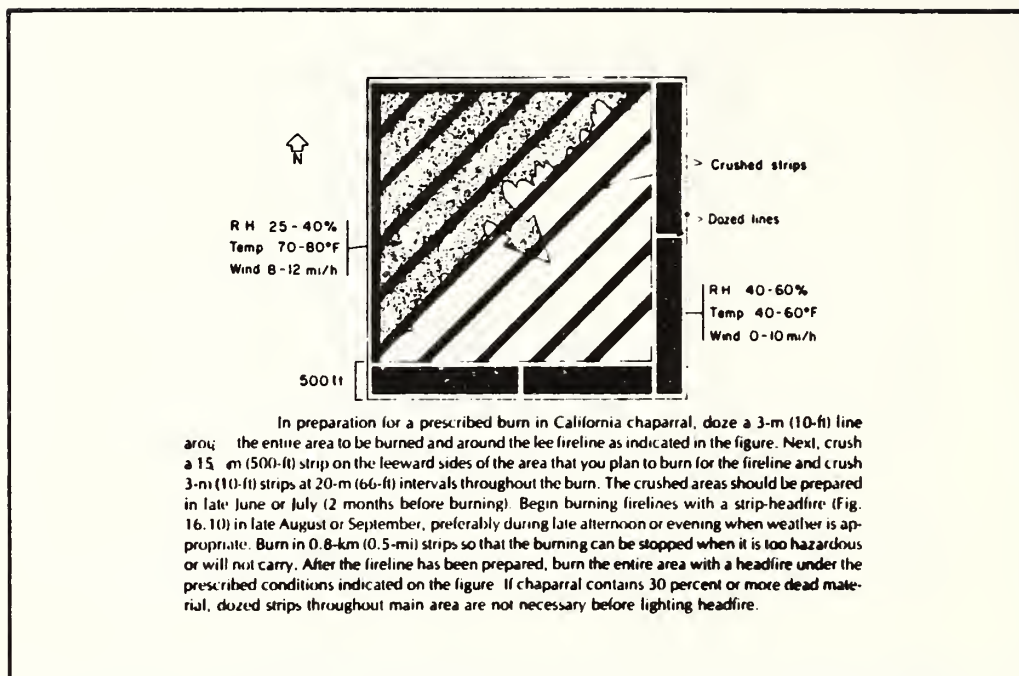 N
RH 25-40%
Temp 70-80°F
Wind 8-12 mi/h
Crushed strips
Dozed lines
RH 40-60%
Temp 40-60°F
Wind 0-10 mi/h
500 ft
In preparation for a prescribed burn in California chaparral, doze a 3-m (10-ft) line
the entire area to be burned and around the lee fireline as indicated in the figure. Next, crush
a 15 m (500-ft) strip on the leeward sides of the area that you plan to burn for the fireline and crush
3-m (10-ft) strips at 20-m (66-ft) intervals throughout the burn. The crushed areas should be prepared
in late June or July (2 months before burning). Begin burning firelines with a strip-headfire (Fig.
16.10) in late August or September, preferably during late afternoon or evening when weather is ap-
propriate. Burn in 0.8-km (0.5-mi) strips so that the burning can be stopped when it is too hazardous
or will not carry. After the fireline has been prepared, burn the entire area with a headfire under the
prescribed conditions indicated on the figure. If chaparral contains 30 percent or more dead mate-
rial, dozed strips throughout main area are not necessary before lighting headfire.